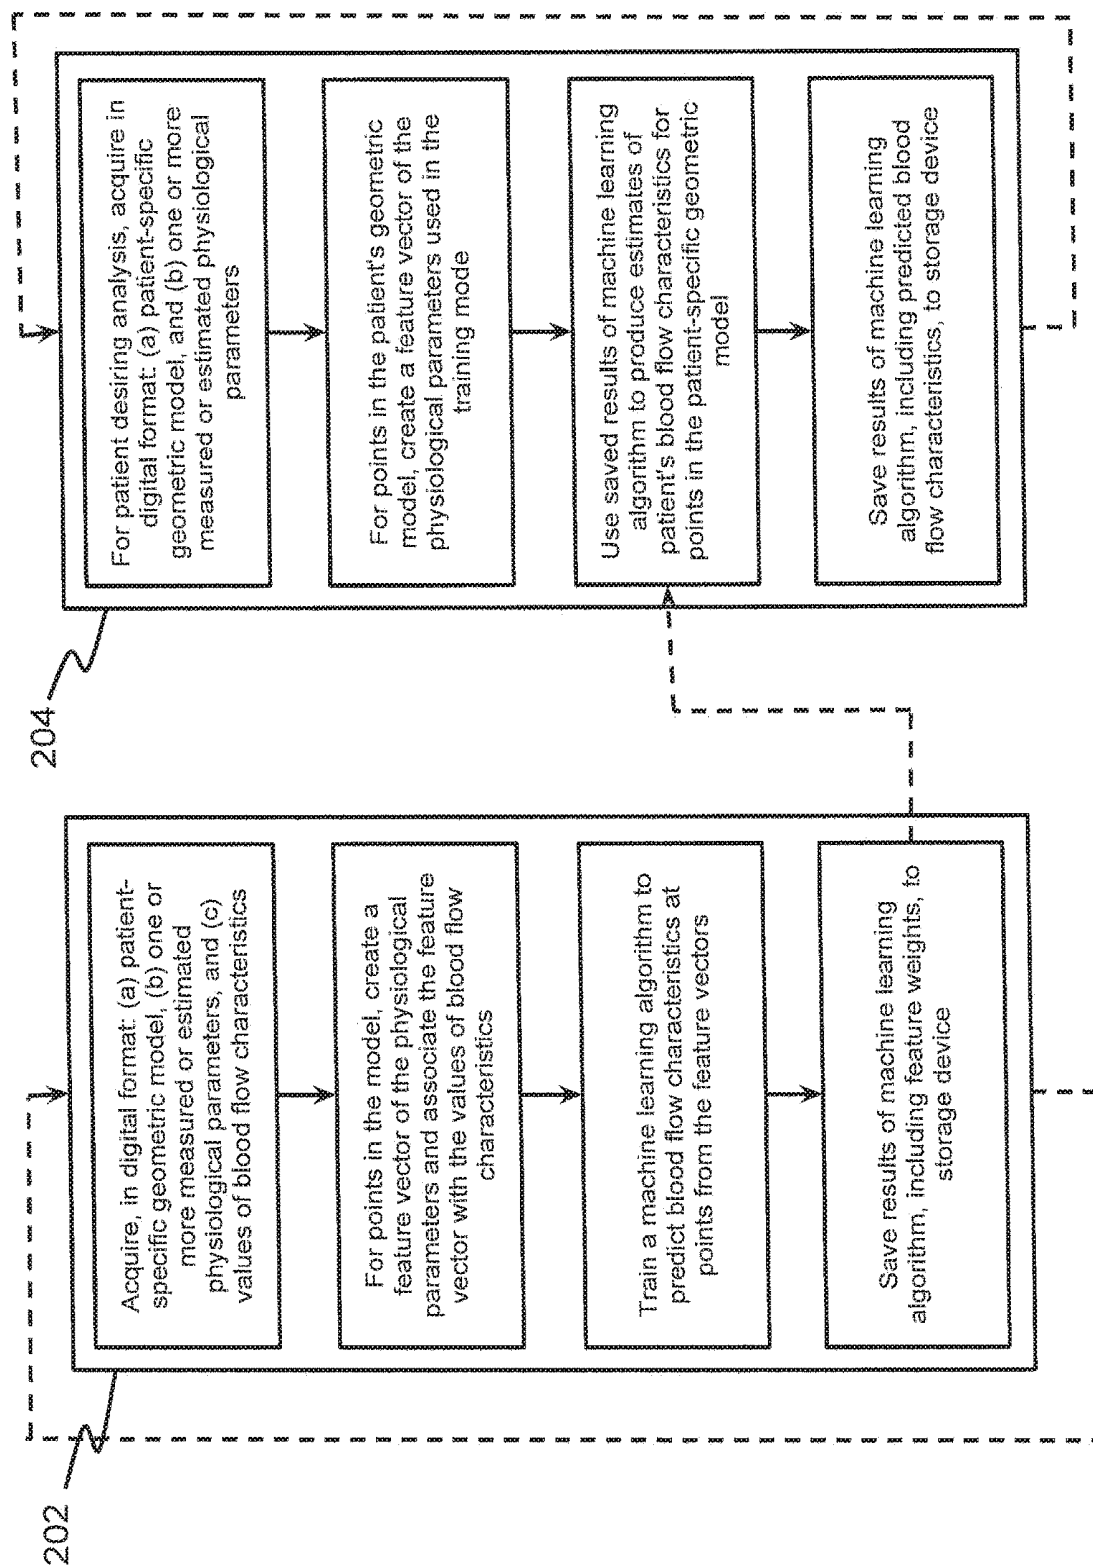 202
Acquire, in digital format: (a) patient-
specific geometric model, (b) one or
more measured or estimated
physiological parameters, and (c)
values of blood flow characteristics
For points in the model, create a
feature vector of the physiological
parameters and associate the feature
vector with the values of blood flow
characteristics
Train a machine learning algorithm to
predict blood flow characteristics at
points from the feature vectors
Save results of machine learning
algorithm, including feature weights, to
storage device
204
For patient desiring analysis, acquire in
digital format: (a) patient-specific
geometric model, and (b) one or more
measured or estimated physiological
parameters
For points in the patient's geometric
model, create a feature vector of the
physiological parameters used in the
training mode
Use saved results of machine learning
algorithm to produce estimates of
patient's blood flow characteristics for
points in the patient-specific geometric
model
Save results of machine learning
algorithm, including predicted blood
flow characteristics, to storage device